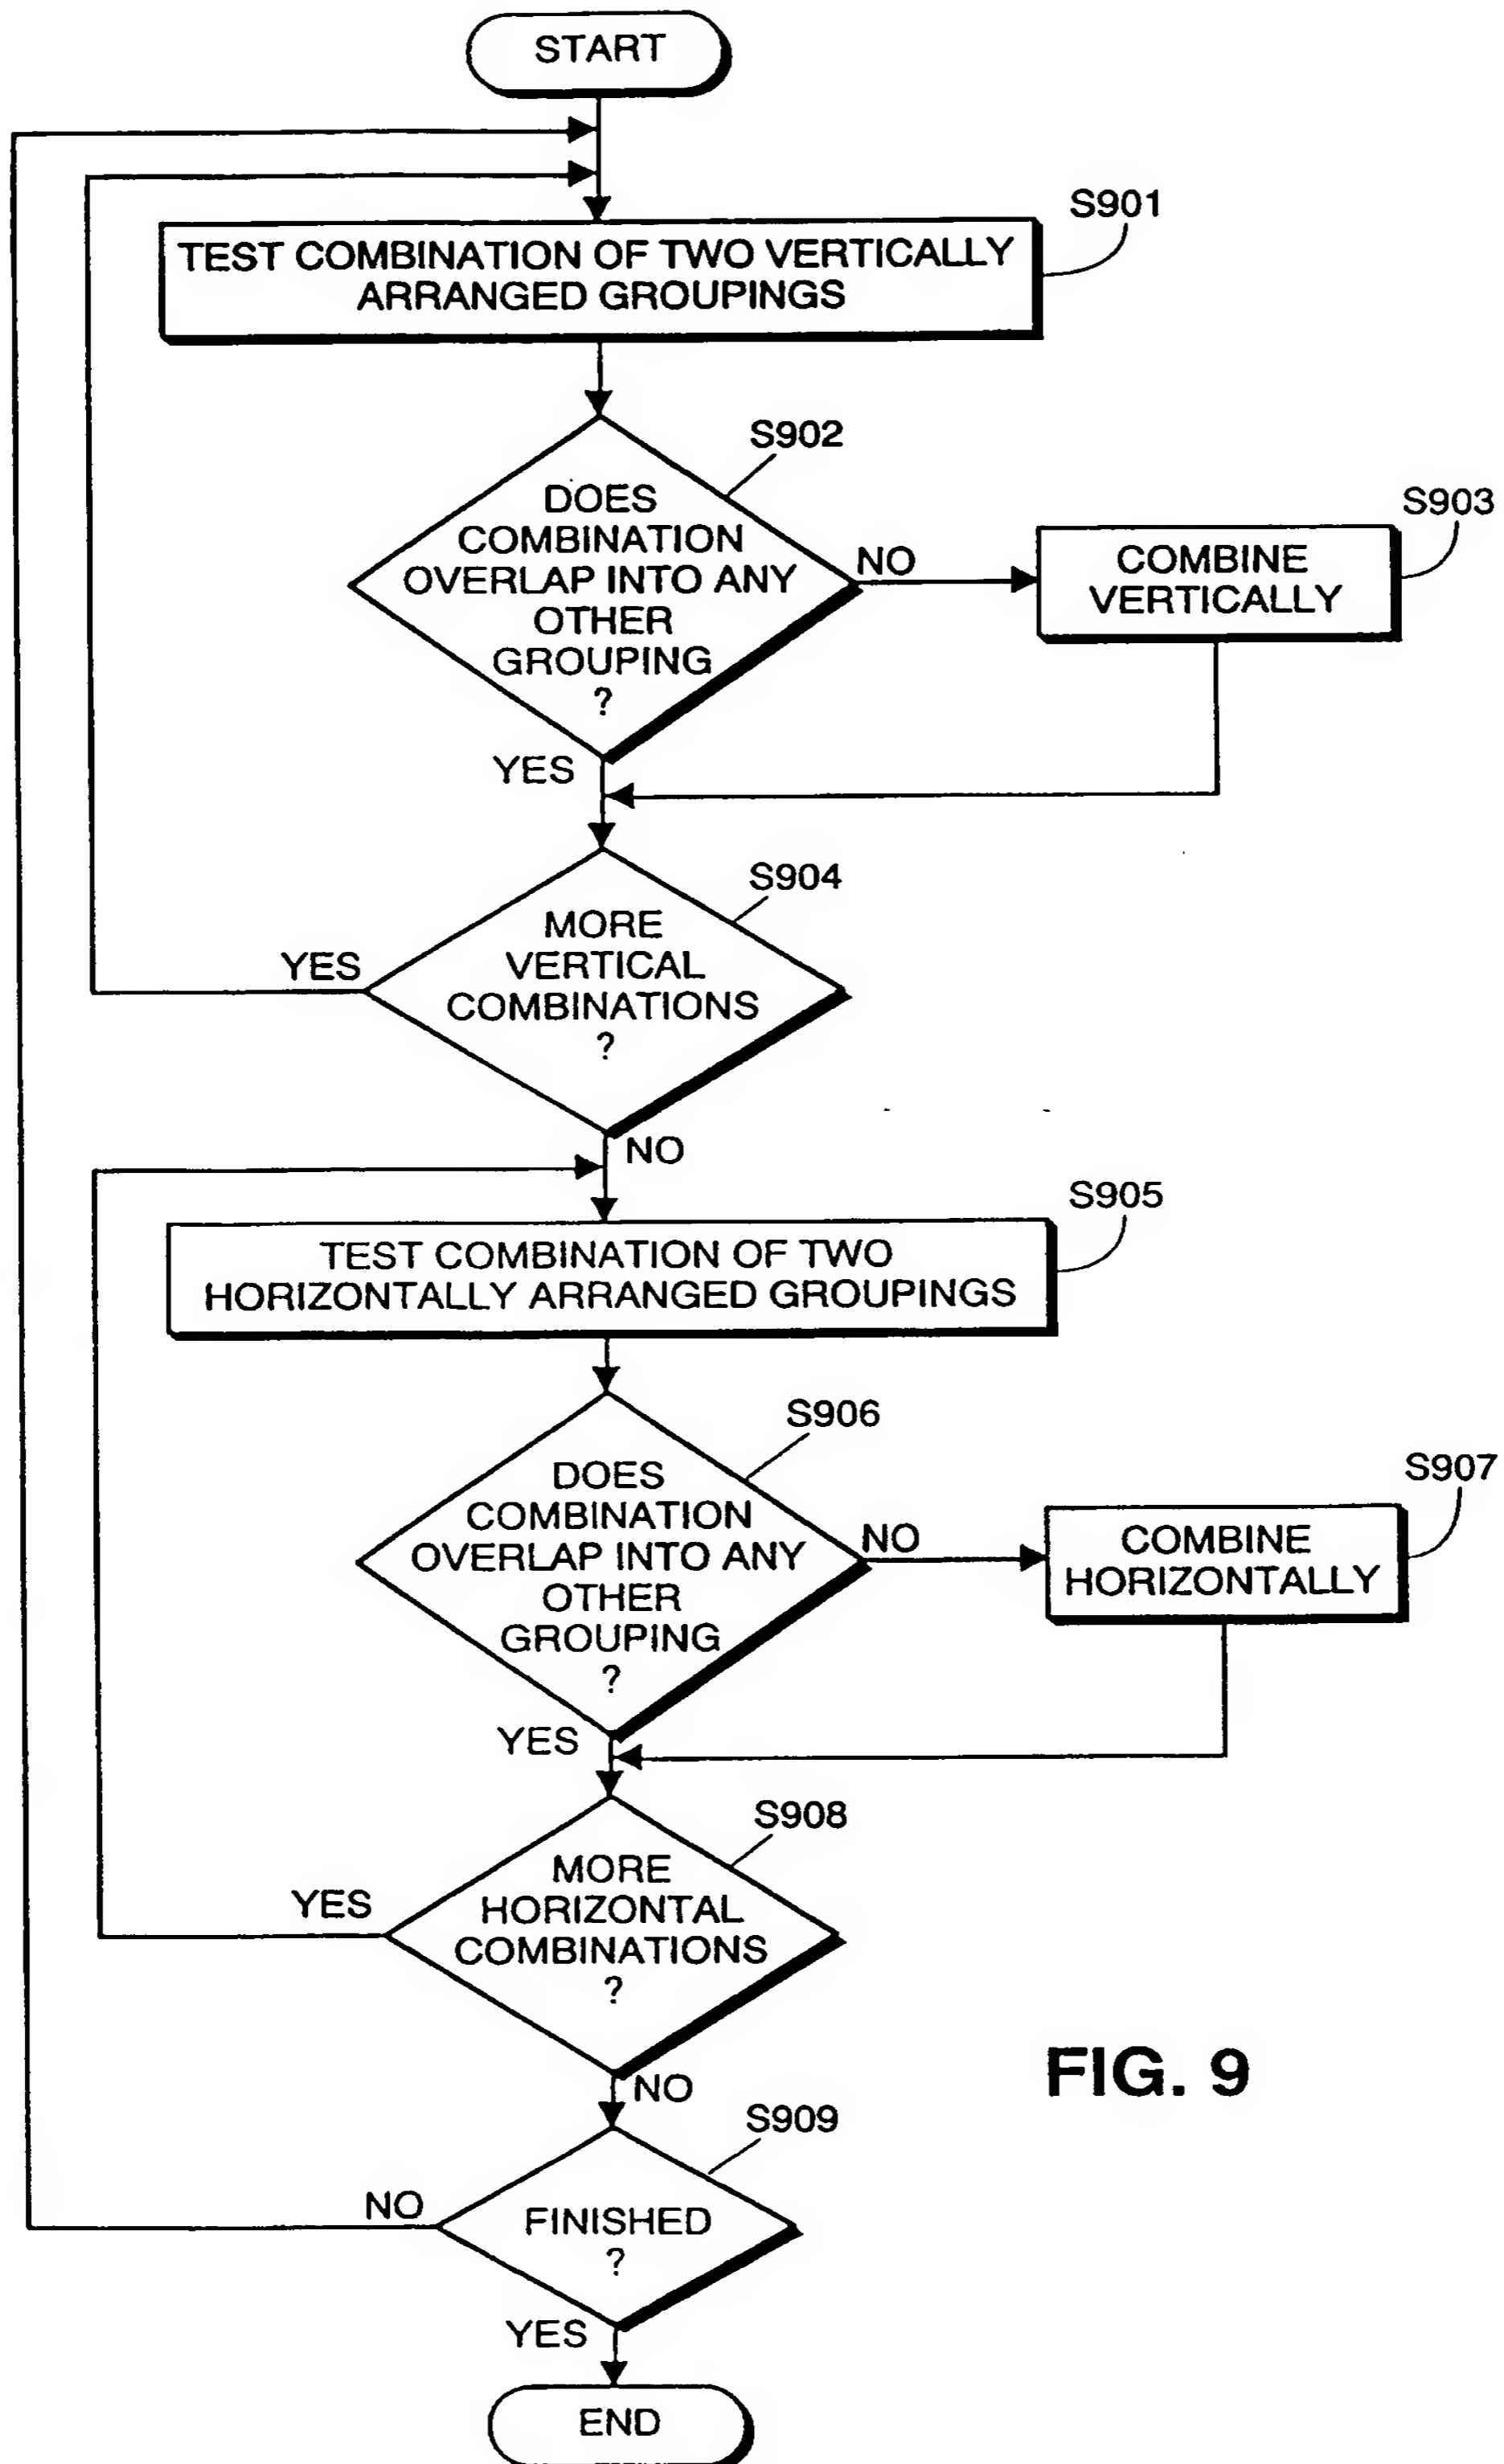 START
S901
TEST COMBINATION OF TWO VERTICALLY
ARRANGED GROUPINGS
S902
DOES
COMBINATION
OVERLAP INTO ANY
OTHER
GROUPING
?
NO
S903
COMBINE
VERTICALLY
YES
S904
MORE
VERTICAL
COMBINATIONS
?
YES
NO
S905
TEST COMBINATION OF TWO
HORIZONTALLY ARRANGED GROUPINGS
S906
DOES
COMBINATION
OVERLAP INTO ANY
OTHER
GROUPING
?
NO
S907
COMBINE
HORIZONTALLY
YES
S908
MORE
HORIZONTAL
COMBINATIONS
?
YES
NO
FIG. 9
S909
FINISHED
?
NO
YES
END